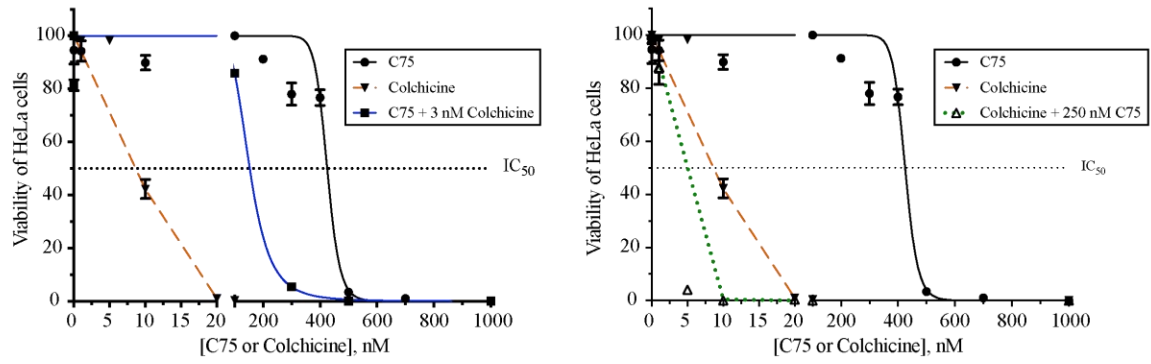 100
80
60
40
20
0
Viability of HeLa cells
C75
Colchicine
C75 + 3 nM Colchicine
IC50
0 5 10 15 20 200 400 600 800 1000
[C75 or Colchicine], nM
100
80
60
40
20
0
Viability of HeLa cells
C75
Colchicine
Colchicine + 250 nM C75
IC50
0 5 10 15 20 200 400 600 800 1000
[C75 or Colchicine], nM